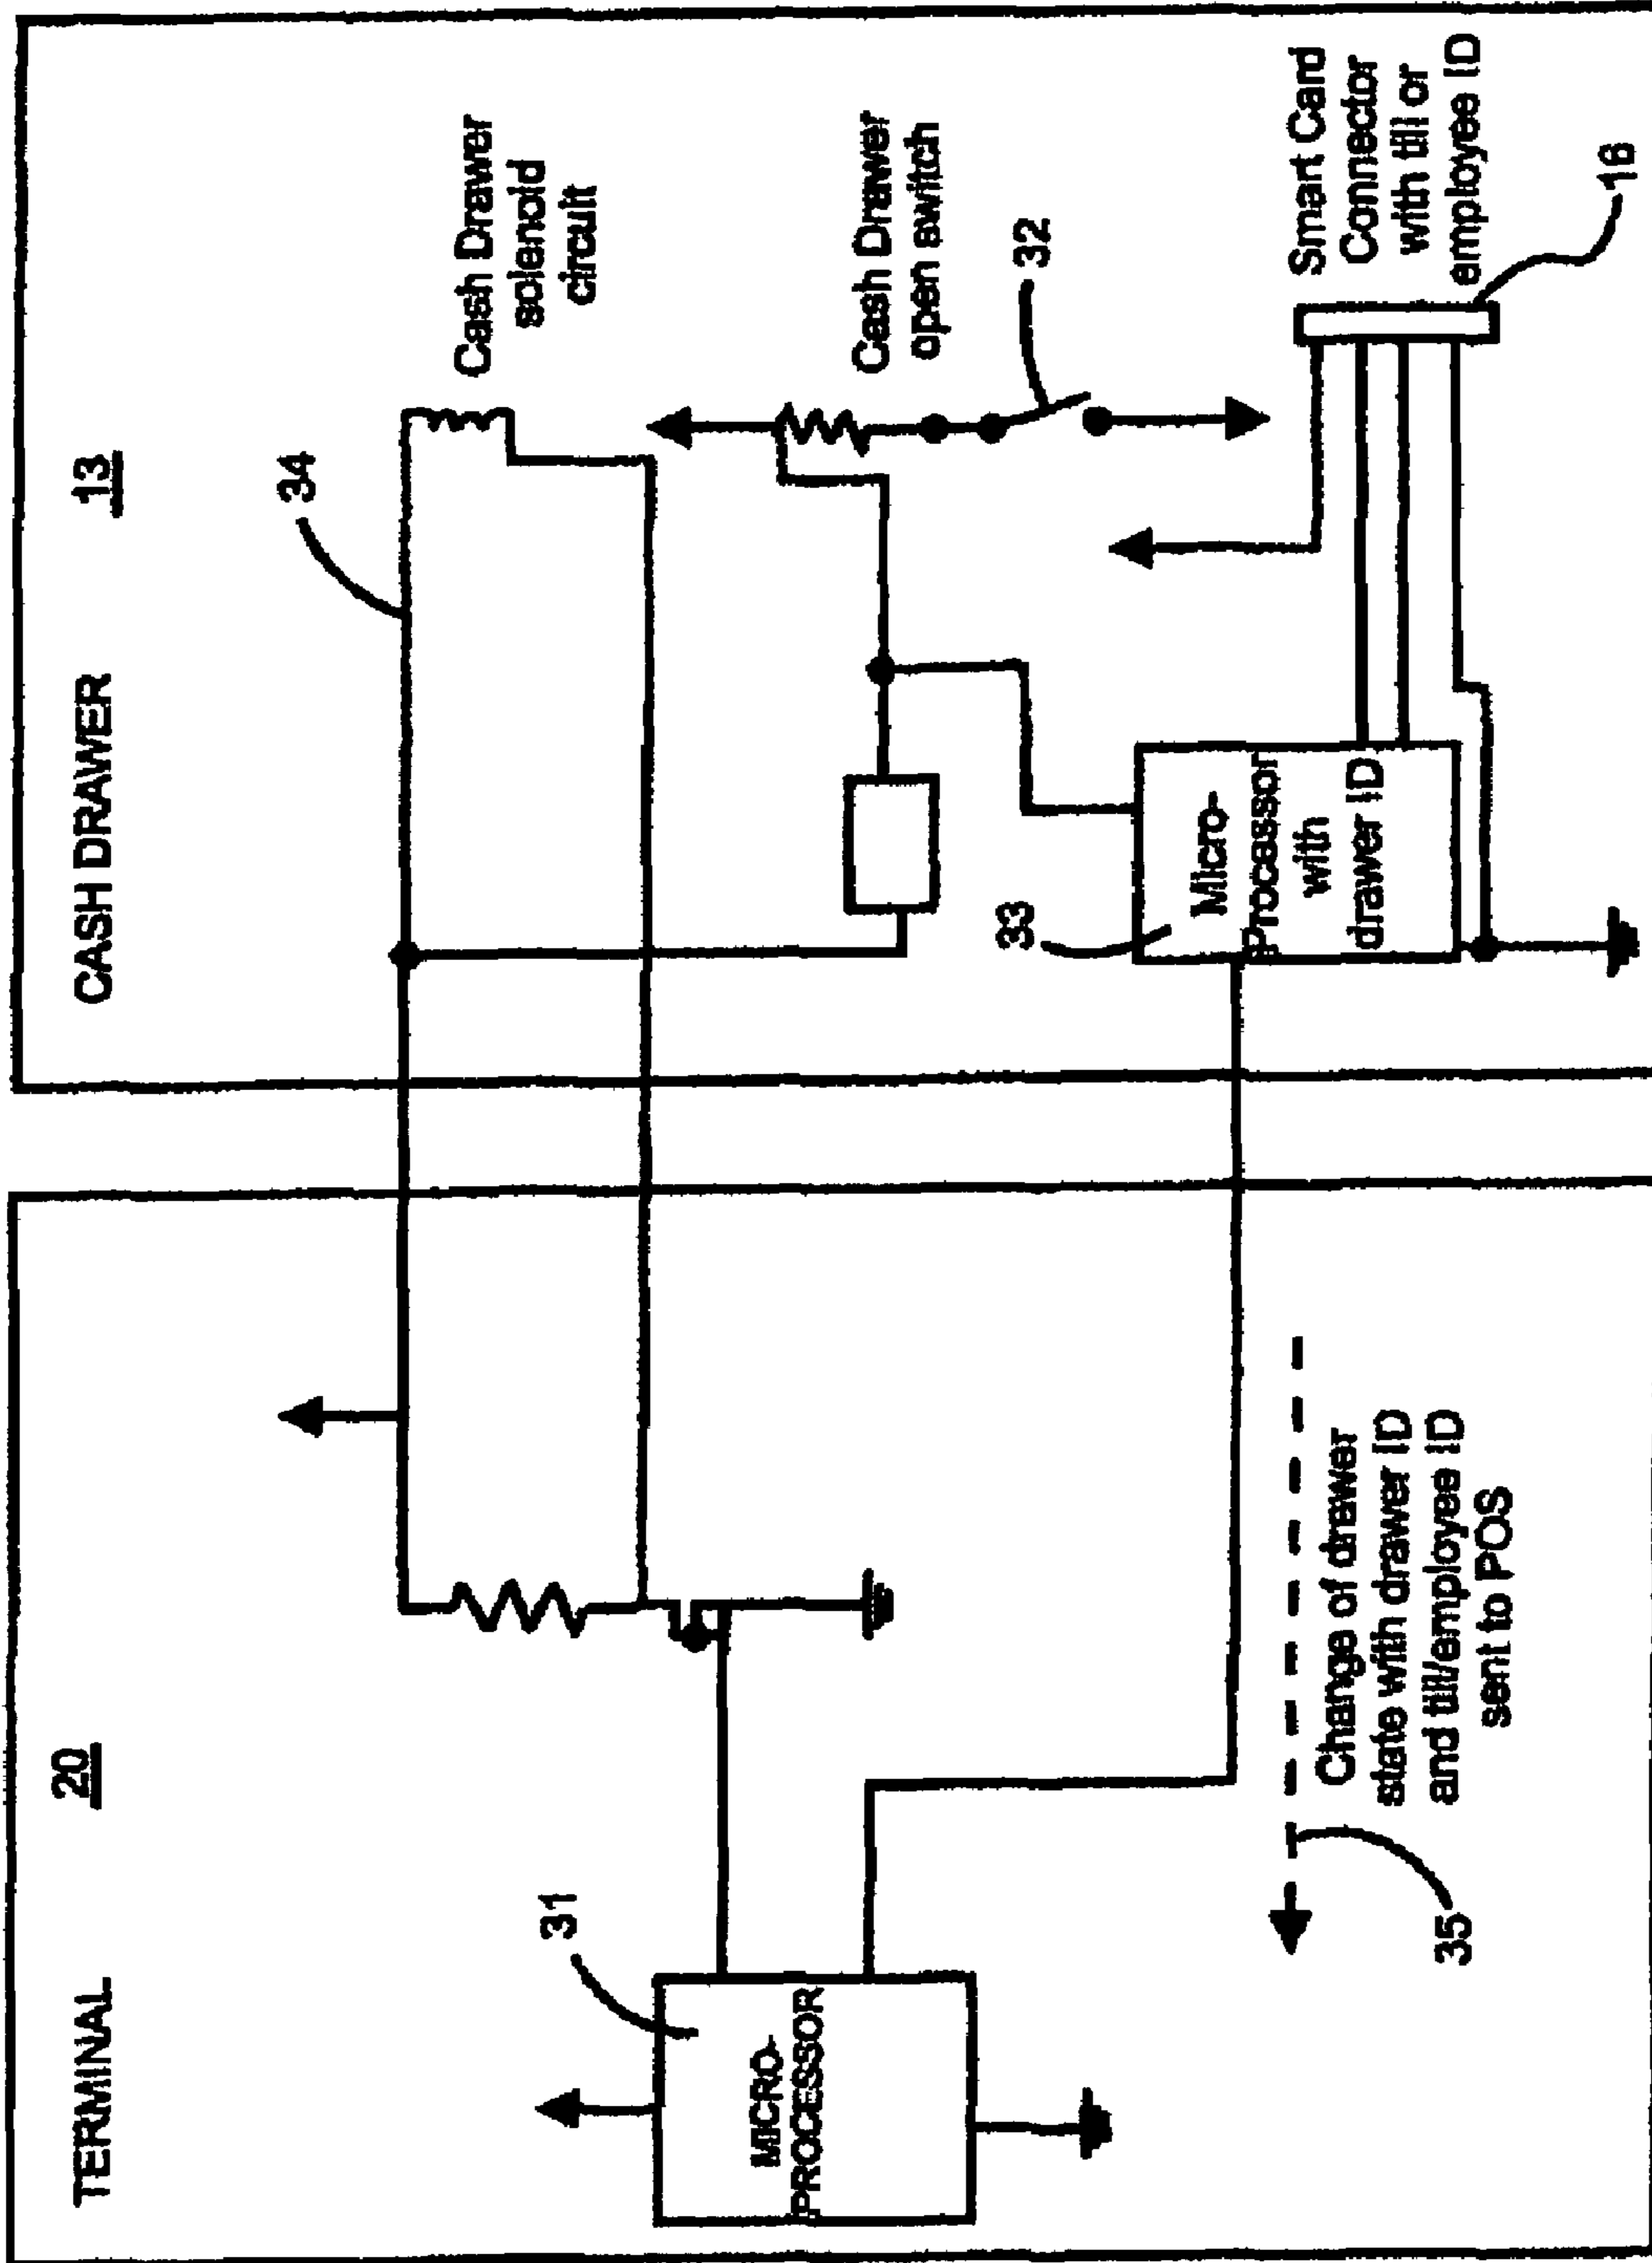 TERMINAL
20
31
MICRO-
PROCESSOR
35
Change of drawer
state with drawer ID
and till/employee ID
sent to POS
CASH DRAWER
13
34
Cash Drawer
solenoid
circuit
Cash Drawer
open switch
32
33
Micro-
Processor
with
drawer ID
Smart Card
Connector
with till or
employee ID
16